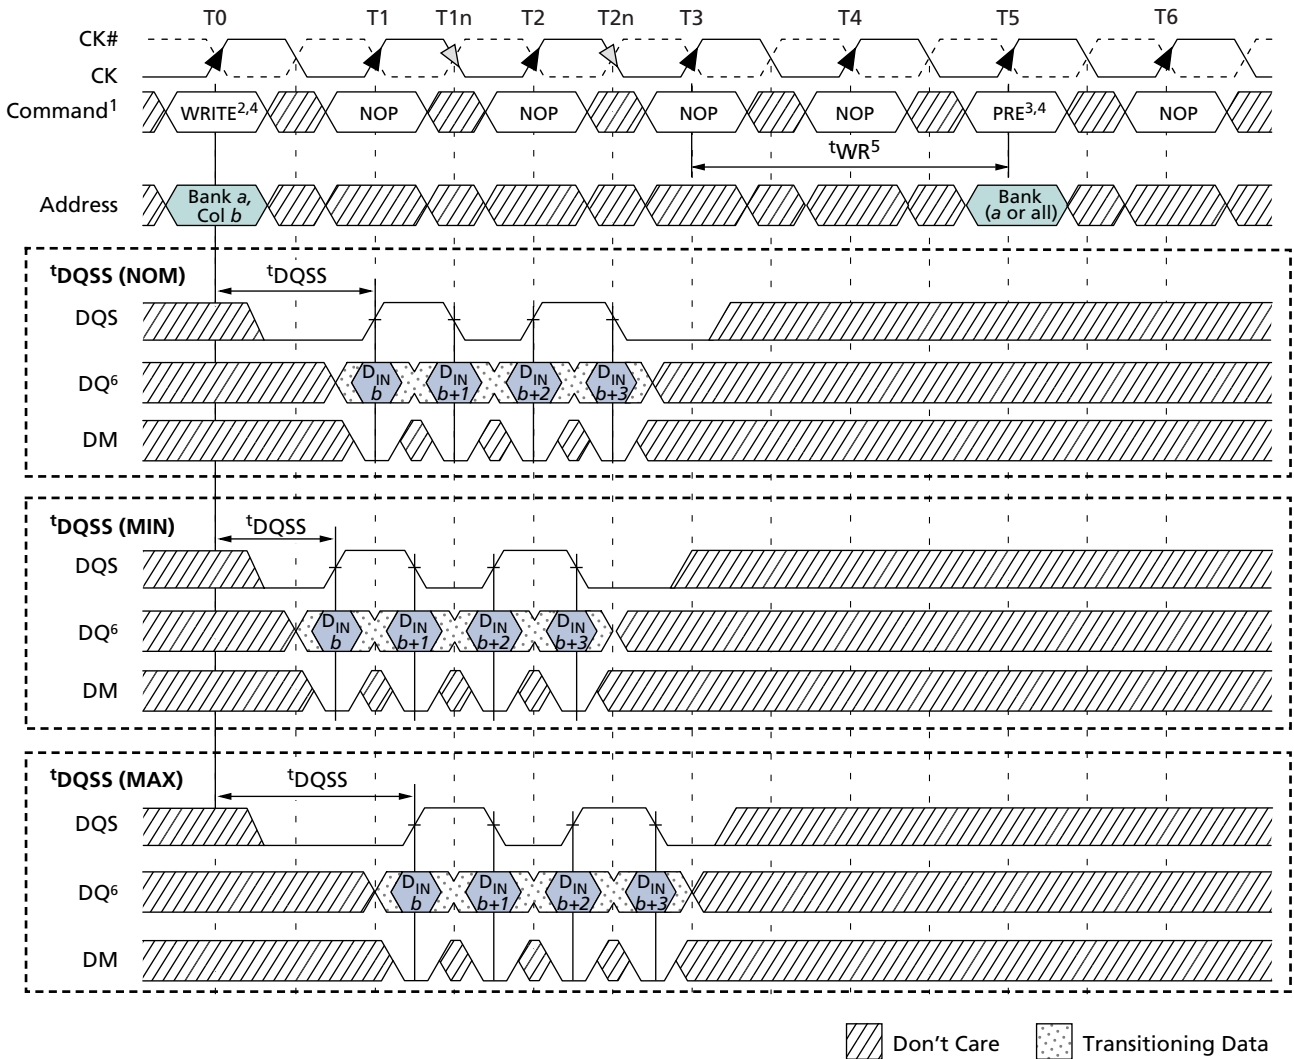 T0 T1 T1n T2 T2n T3 T4 T5 T6
CK#
CK
Command1 WRITE2,4 NOP NOP NOP NOP PRE3,4 NOP
tWR5
Address Bank a, Col b Bank (a or all)
tDQSS (NOM) tDQSS
DQS
DQ6 DIN b DIN b+1 DIN b+2 DIN b+3
DM
tDQSS (MIN) tDQSS
DQS
DQ6 DIN b DIN b+1 DIN b+2 DIN b+3
DM
tDQSS (MAX) tDQSS
DQS
DQ6 DIN b DIN b+1 DIN b+2 DIN b+3
DM
Don’t Care Transitioning Data